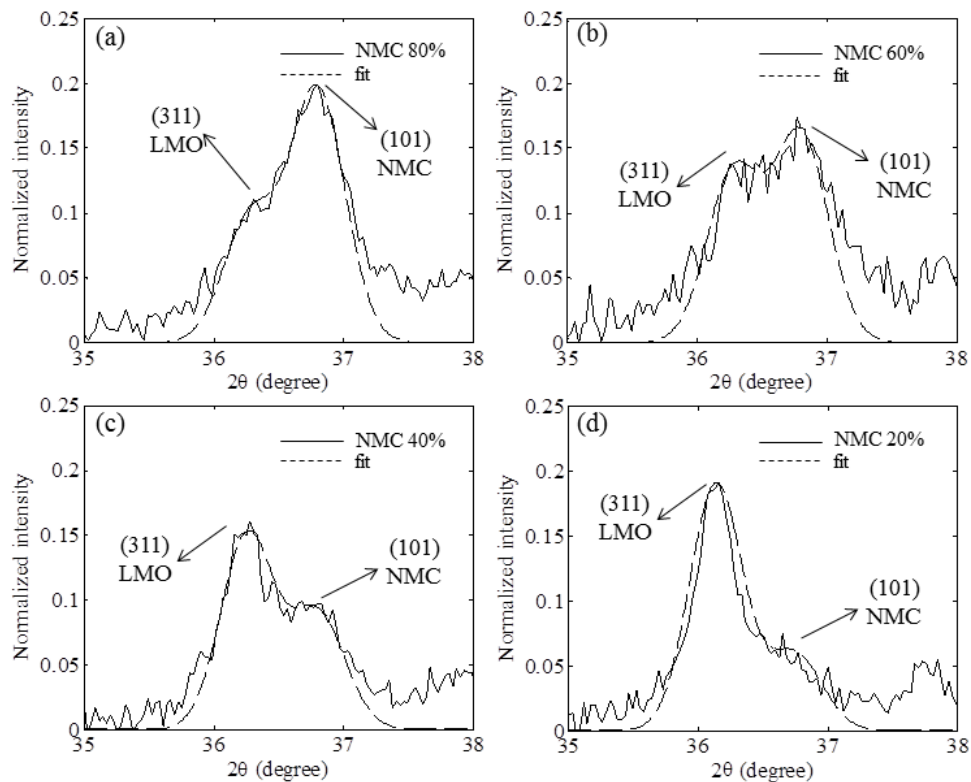 (a)
NMC 80%
fit
(311)
LMO
(101)
NMC
0.25
0.2
0.15
0.1
0.05
0
35
36
37
38
2θ (degree)
Normalized intensity
(b)
NMC 60%
fit
(311)
LMO
(101)
NMC
0.25
0.2
0.15
0.1
0.05
0
35
36
37
38
2θ (degree)
Normalized intensity
(c)
NMC 40%
fit
(311)
LMO
(101)
NMC
0.25
0.2
0.15
0.1
0.05
0
35
36
37
38
2θ (degree)
Normalized intensity
(d)
NMC 20%
fit
(311)
LMO
(101)
NMC
0.25
0.2
0.15
0.1
0.05
0
35
36
37
38
2θ (degree)
Normalized intensity